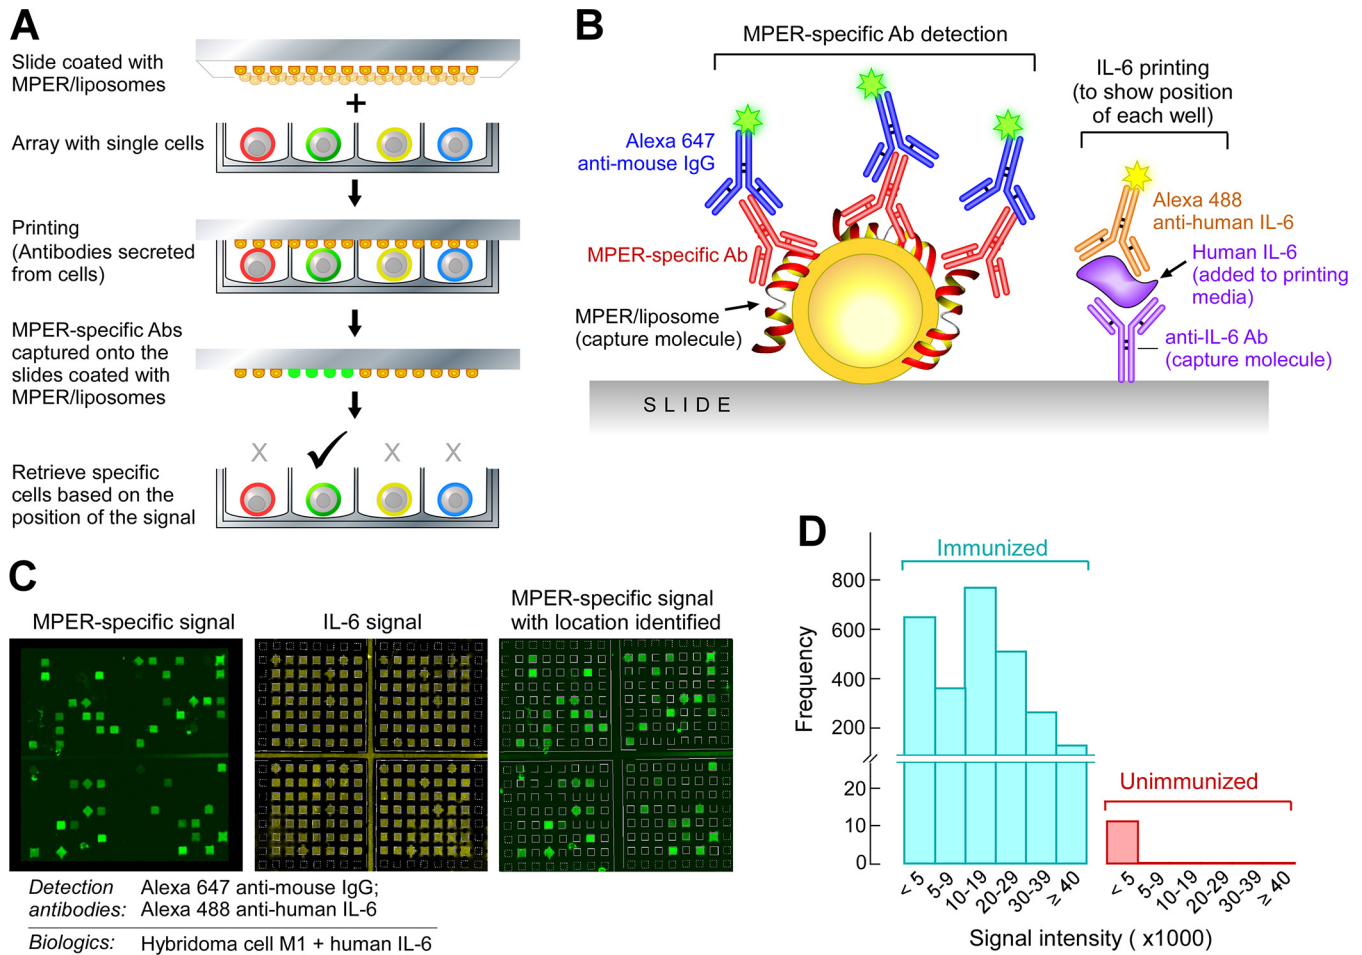 A
Slide coated with
MPER/liposomes
+
Array with single cells
Printing
(Antibodies secreted
from cells)
MPER-specific Abs
captured onto the
slides coated with
MPER/liposomes
X
X
X
Retrieve specific
cells based on the
position of the signal
B
MPER-specific Ab detection
IL-6 printing
(to show position
of each well)
Alexa 647
anti-mouse IgG
MPER-specific Ab
MPER/liposome
(capture molecule)
Alexa 488
anti-human IL-6
Human IL-6
(added to printing
media)
anti-IL-6 Ab
(capture molecule)
SLIDE
C
MPER-specific signal
IL-6 signal
MPER-specific signal
with location identified
Detection antibodies:
Alexa 647 anti-mouse IgG;
Alexa 488 anti-human IL-6
Biologics: Hybridoma cell M1 + human IL-6
D
Immunized
Unimmunized
Frequency
800
600
400
200
20
10
0
< 5
5-9
10-19
20-29
30-39
≥ 40
< 5
5-9
10-19
20-29
30-39
≥ 40
Signal intensity ( x1000)